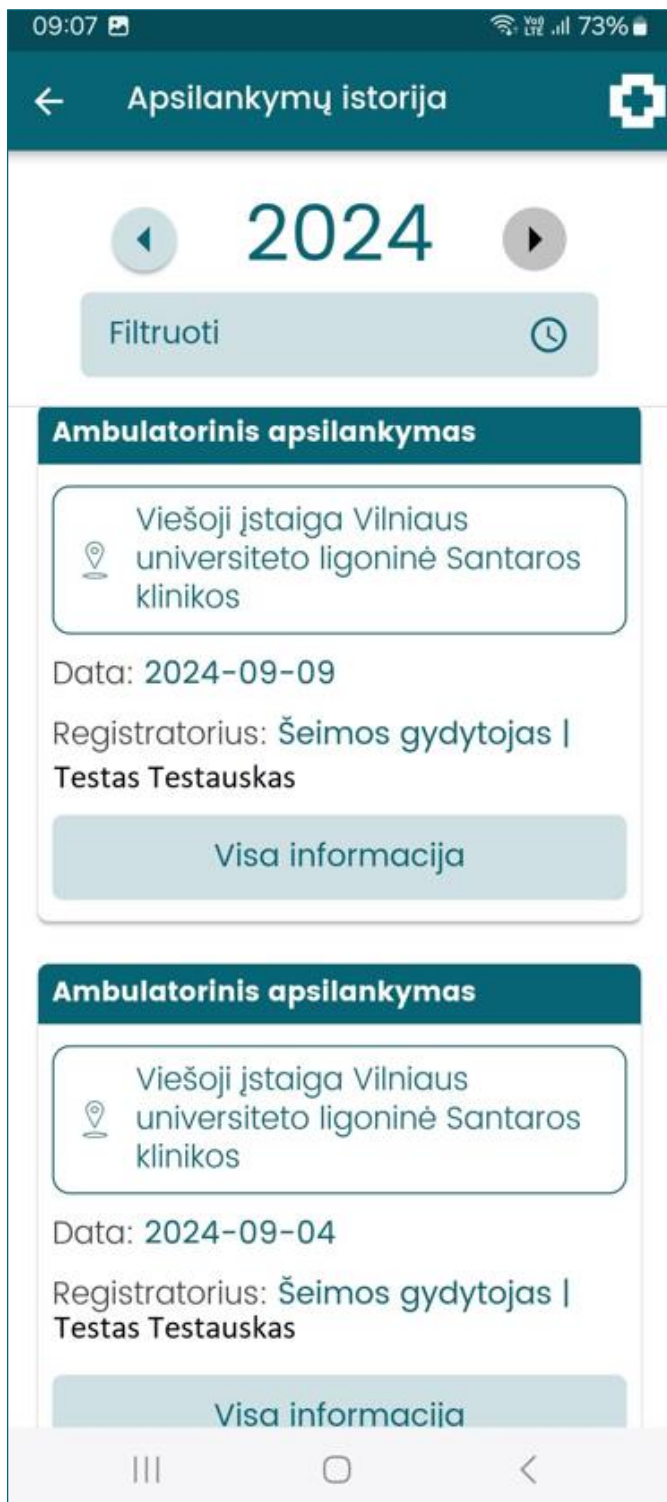 09:07 Vo)) LTE 73%
Apsilankymų istorija
2024
Filtruoti
Ambulatorinis apsilankymas
Viešoji įstaiga Vilniaus
universiteto ligoninė Santaros
klinikos
Data: 2024-09-09
Registratorius: Šeimos gydytojas |
Testas Testauskas
Visa informacija
Ambulatorinis apsilankymas
Viešoji įstaiga Vilniaus
universiteto ligoninė Santaros
klinikos
Data: 2024-09-04
Registratorius: Šeimos gydytojas |
Testas Testauskas
Visa informacija